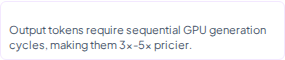 Output tokens require sequential GPU generation
cycles, making them 3×-5× pricier.